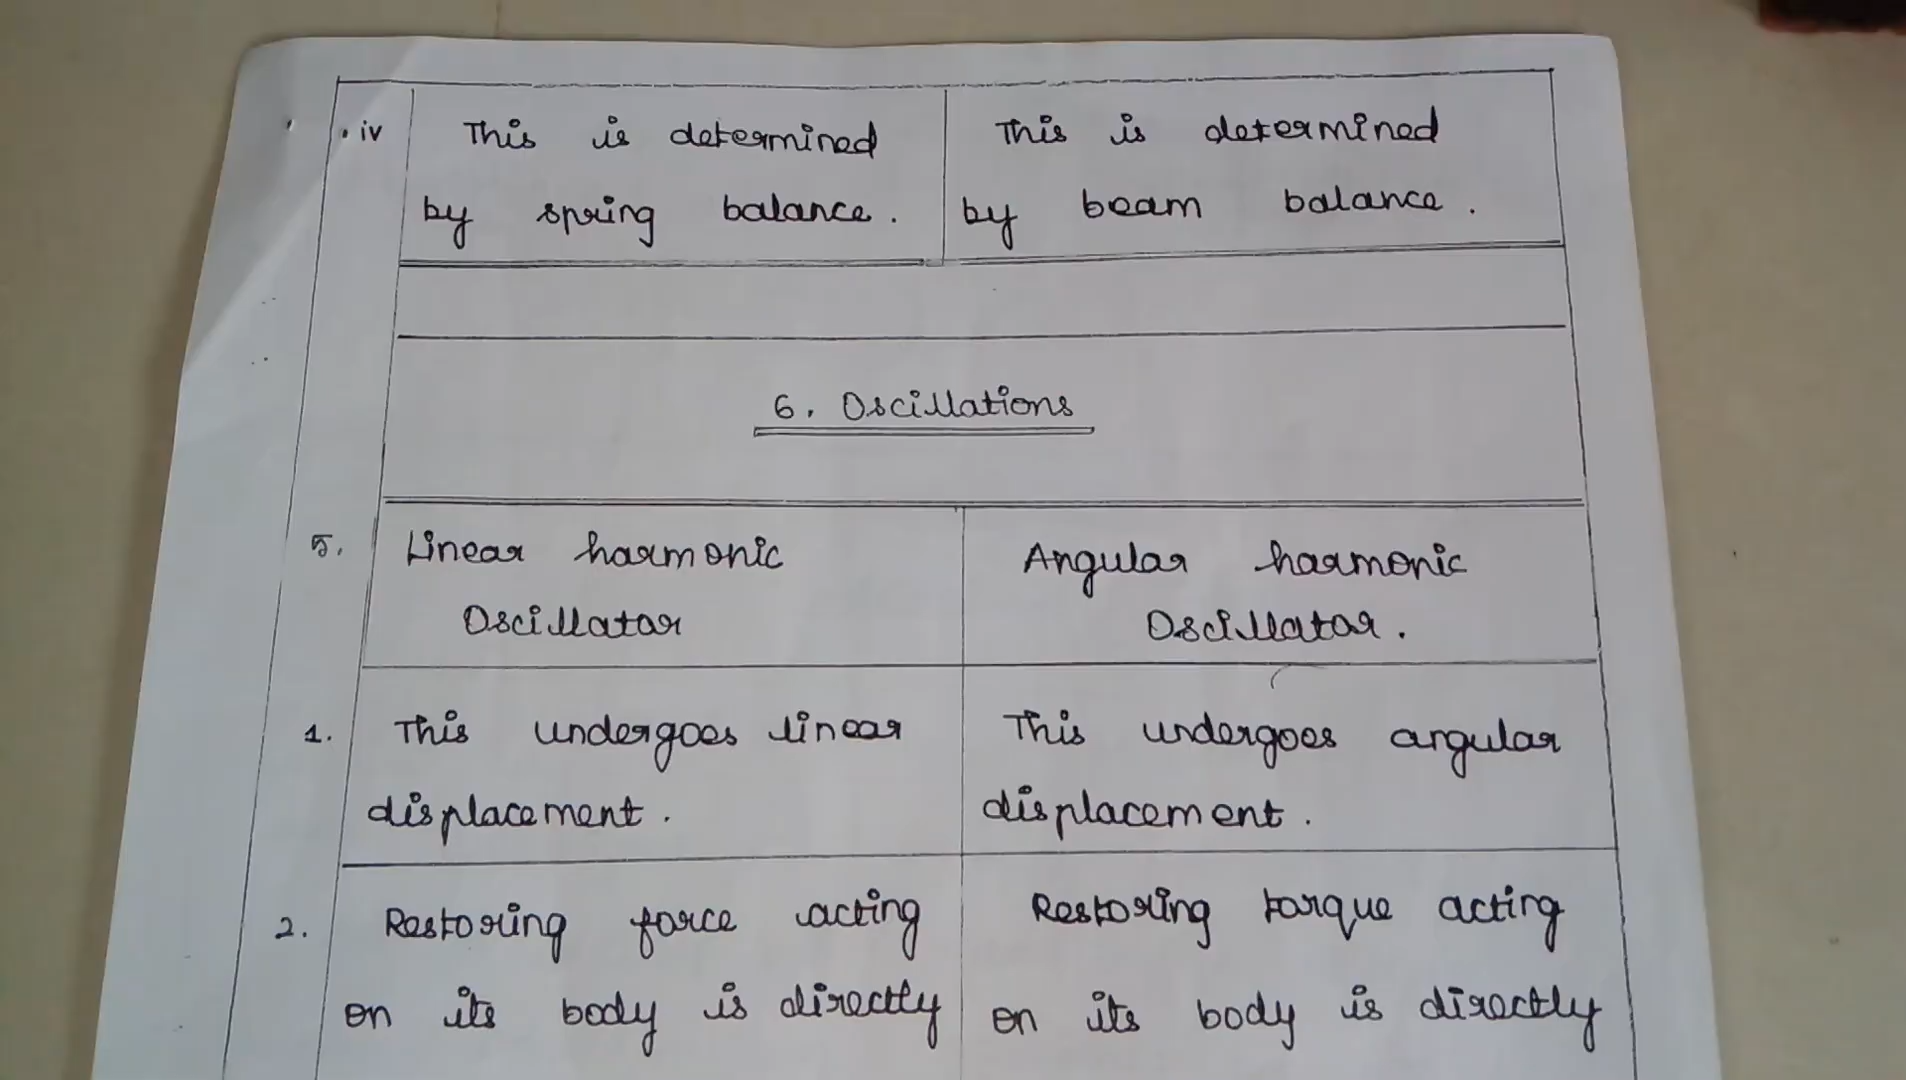 iv This is determined This is determined
by spring balance. by beam balance.
6. Oscillations
5. Linear harmonic Angular harmonic
Oscillator Oscillator.
1. This undergoes linear This undergoes angular
displacement. displacement.
2. Restoring force acting Restoring torque acting
on its body is directly on its body is directly